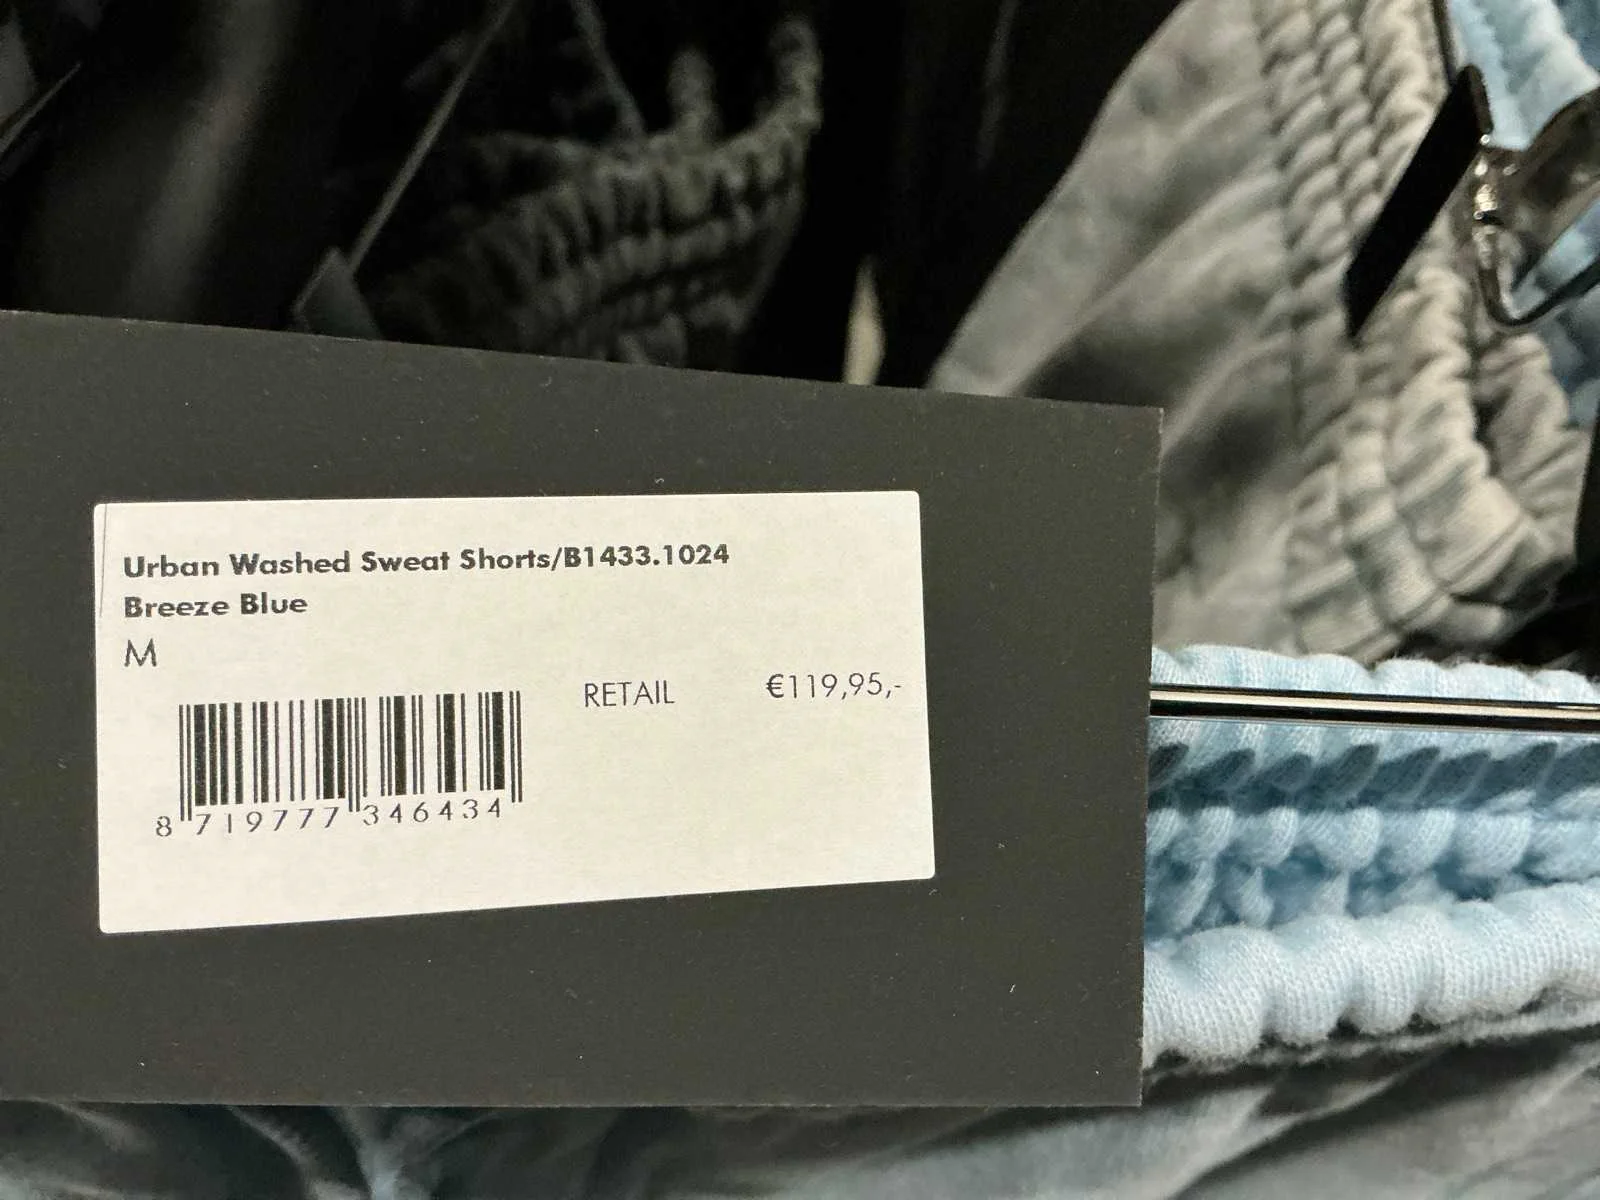 Urban Washed Sweat Shorts/B1433.1024
Breeze Blue
M
RETAIL €119,95,-
8 719777 346434